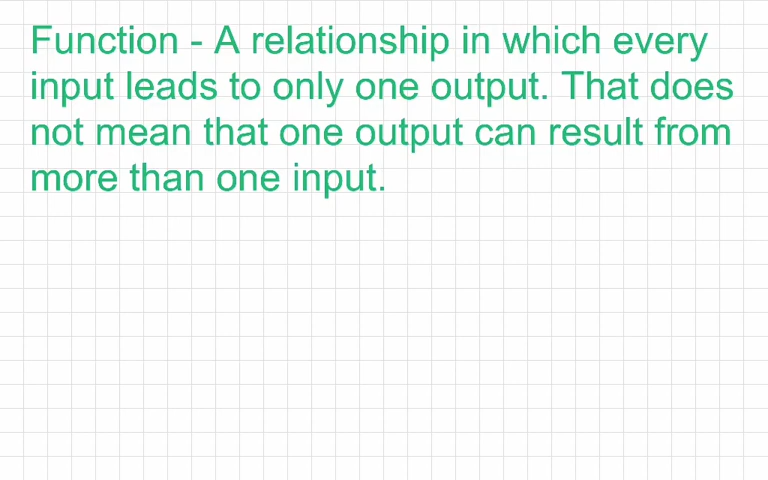 Function - A relationship in which every
input leads to only one output. That does
not mean that one output can result from
more than one input.